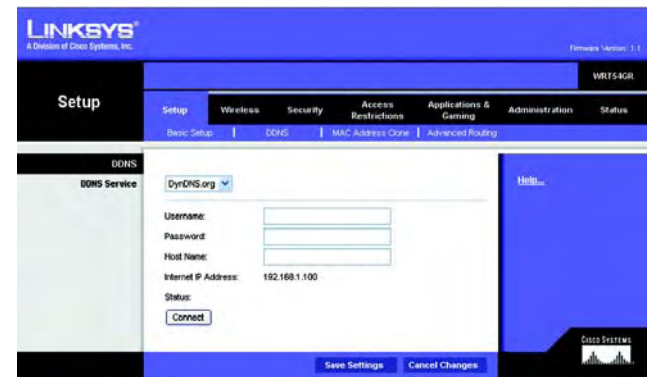 LINKSYS®
A Division of Cisco Systems, Inc.
Firmware Version: 1.1
WRT54GR
Setup
Setup Wireless Security Access Restrictions Applications & Gaming Administration Status
Basic Setup | DDNS | MAC Address Clone | Advanced Routing
DDNS
DDNS Service
DynDNS.org
Help...
Username:
Password:
Host Name:
Internet IP Address: 192.168.1.100
Status:
Connect
CISCO SYSTEMS
Save Settings Cancel Changes